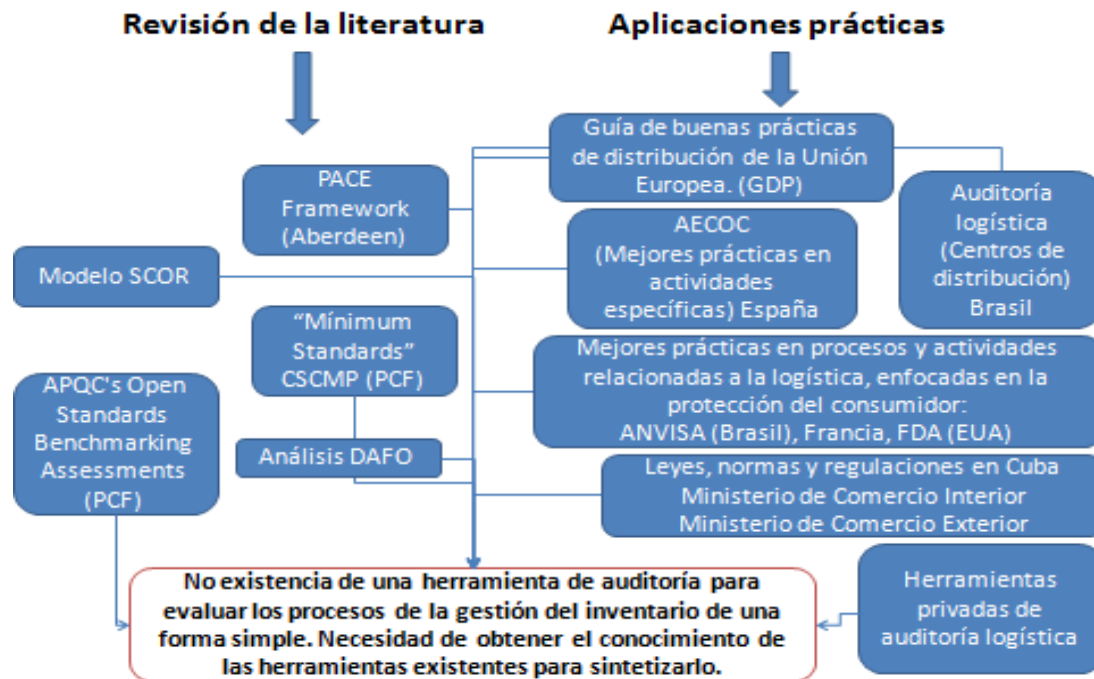 Revisión de la literatura
Aplicaciones prácticas
PACE
Framework
(Aberdeen)
Modelo SCOR
“Mínimum
Standards”
CSCMP (PCF)
APQC's Open
Standards
Benchmarking
Assessments
(PCF)
Análisis DAFO
Guía de buenas prácticas
de distribución de la Unión
Europea. (GDP)
Auditoría
logística
(Centros de
distribución)
Brasil
AECOC
(Mejores prácticas en
actividades
específicas) España
Mejores prácticas en procesos y actividades
relacionadas a la logística, enfocadas en la
protección del consumidor:
ANVISA (Brasil), Francia, FDA (EUA)
Leyes, normas y regulaciones en Cuba
Ministerio de Comercio Interior
Ministerio de Comercio Exterior
Herramientas
privadas de
auditoría logística
No existencia de una herramienta de auditoría para
evaluar los procesos de la gestión del inventario de una
forma simple. Necesidad de obtener el conocimiento de
las herramientas existentes para sintetizarlo.